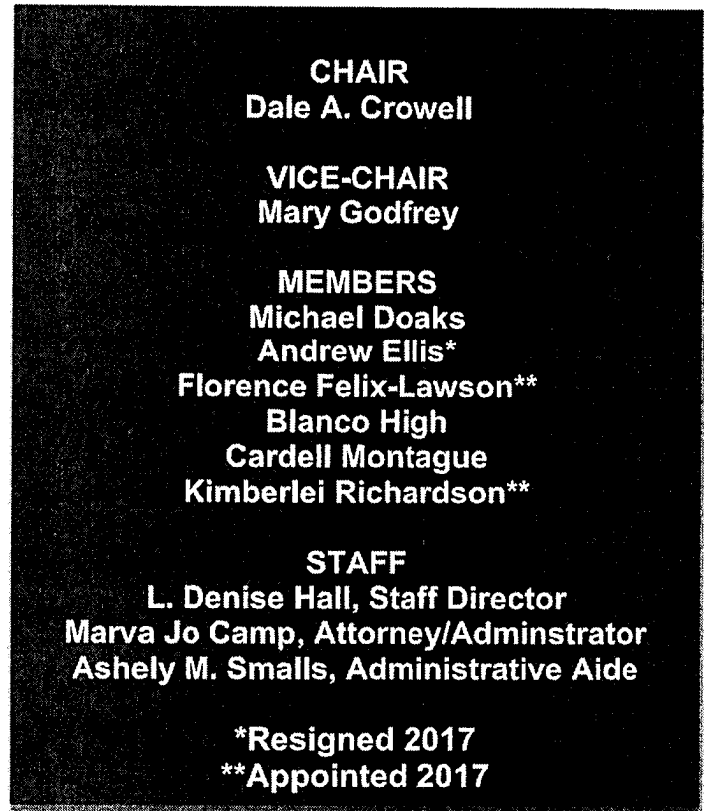 CHAIR
Dale A. Crowell
VICE-CHAIR
Mary Godfrey
MEMBERS
Michael Doaks
Andrew Ellis*
Florence Felix-Lawson**
Blanco High
Cardell Montague
Kimberlei Richardson**
STAFF
L. Denise Hall, Staff Director
Marva Jo Camp, Attorney/Adminstrator
Ashely M. Smalls, Administrative Aide
*Resigned 2017
**Appointed 2017